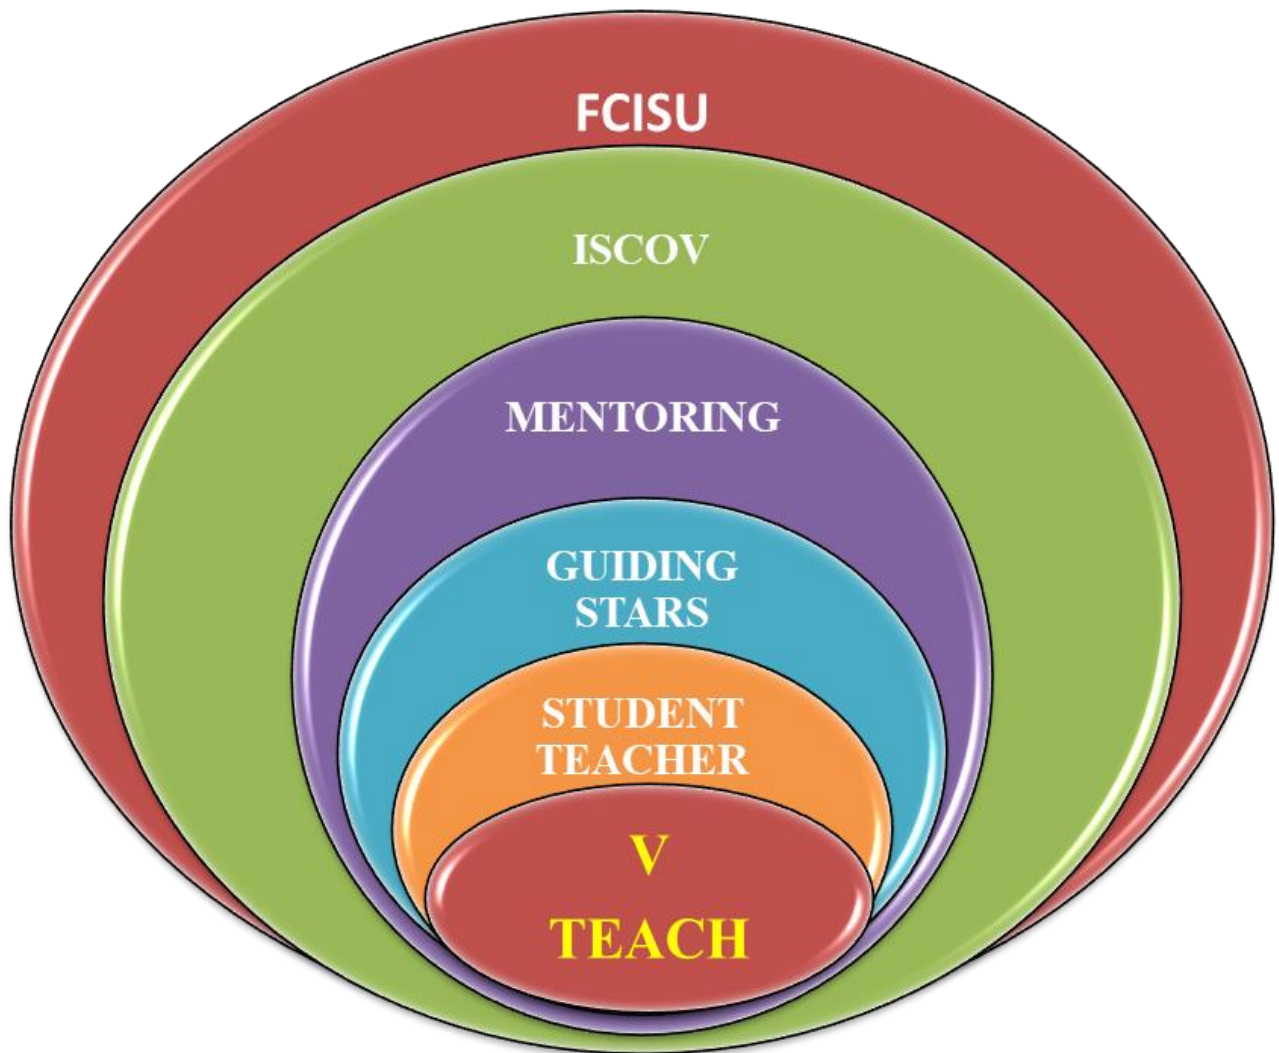 FCISU
ISCOV
MENTORING
GUIDING
STARS
STUDENT
TEACHER
V
TEACH